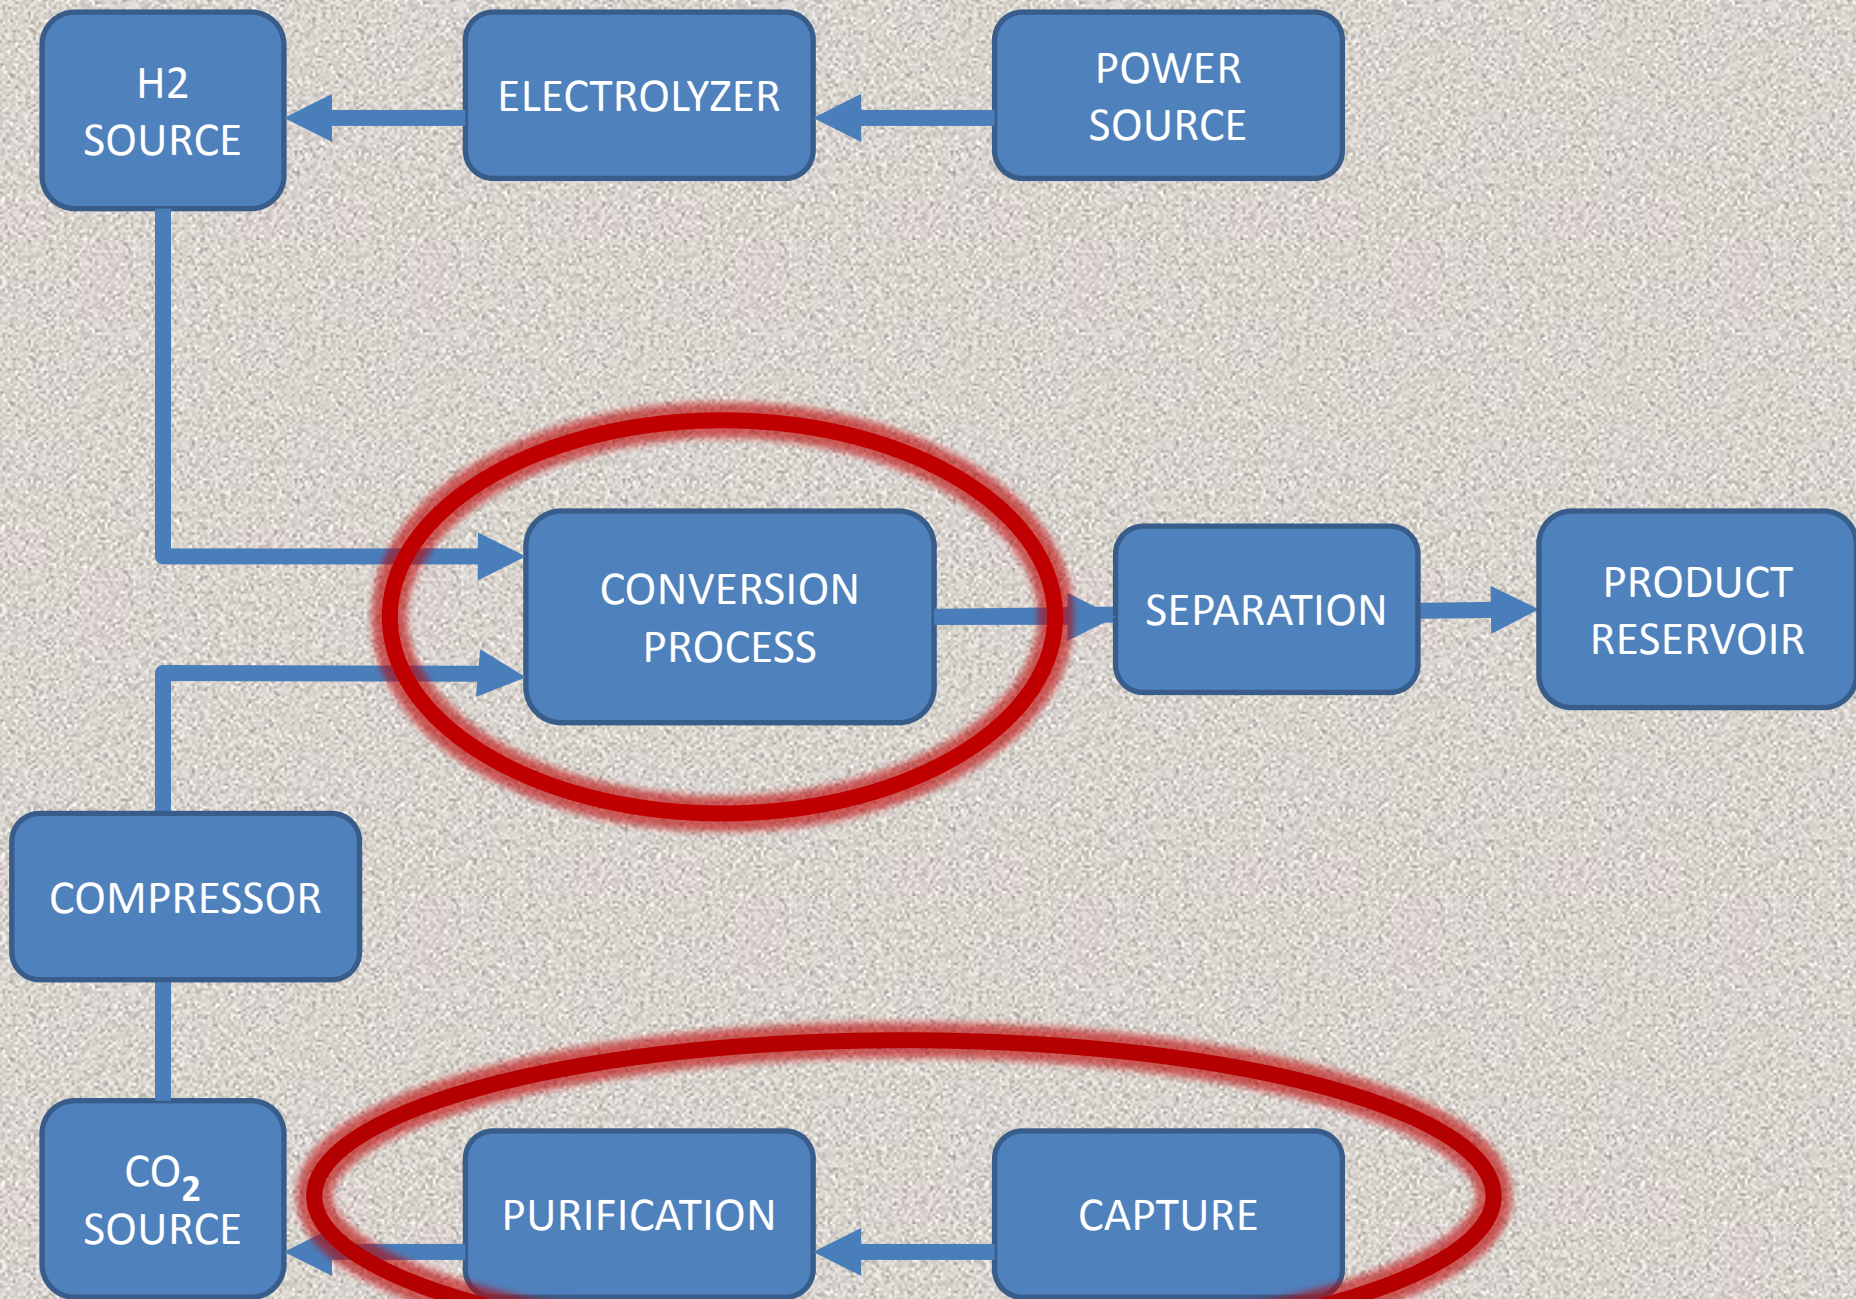 H2
SOURCE
ELECTROLYZER
POWER
SOURCE
CONVERSION
PROCESS
SEPARATION
PRODUCT
RESERVOIR
COMPRESSOR
CO₂
SOURCE
PURIFICATION
CAPTURE